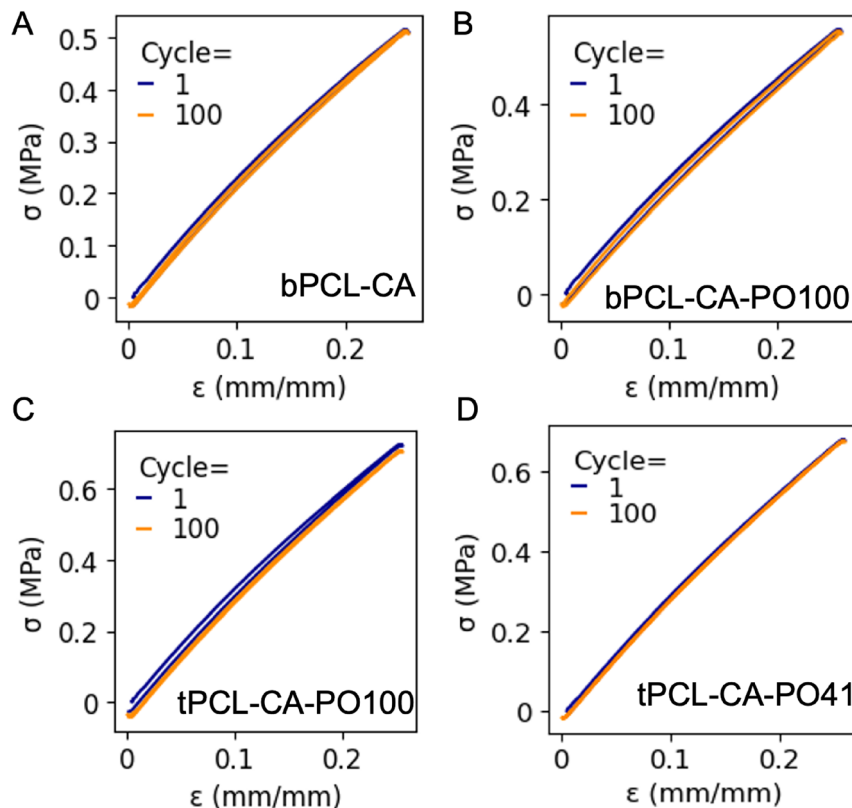 A
0.5
0.4
0.3
0.2
0.1
0
σ (MPa)
Cycle=
1
100
bPCL-CA
0
0.1
0.2
ε (mm/mm)
B
0.4
0.2
0
σ (MPa)
Cycle=
1
100
bPCL-CA-PO100
0
0.1
0.2
ε (mm/mm)
C
0.6
0.4
0.2
0
σ (MPa)
Cycle=
1
100
tPCL-CA-PO100
0
0.1
0.2
ε (mm/mm)
D
0.6
0.4
0.2
0
σ (MPa)
Cycle=
1
100
tPCL-CA-PO41
0
0.1
0.2
ε (mm/mm)